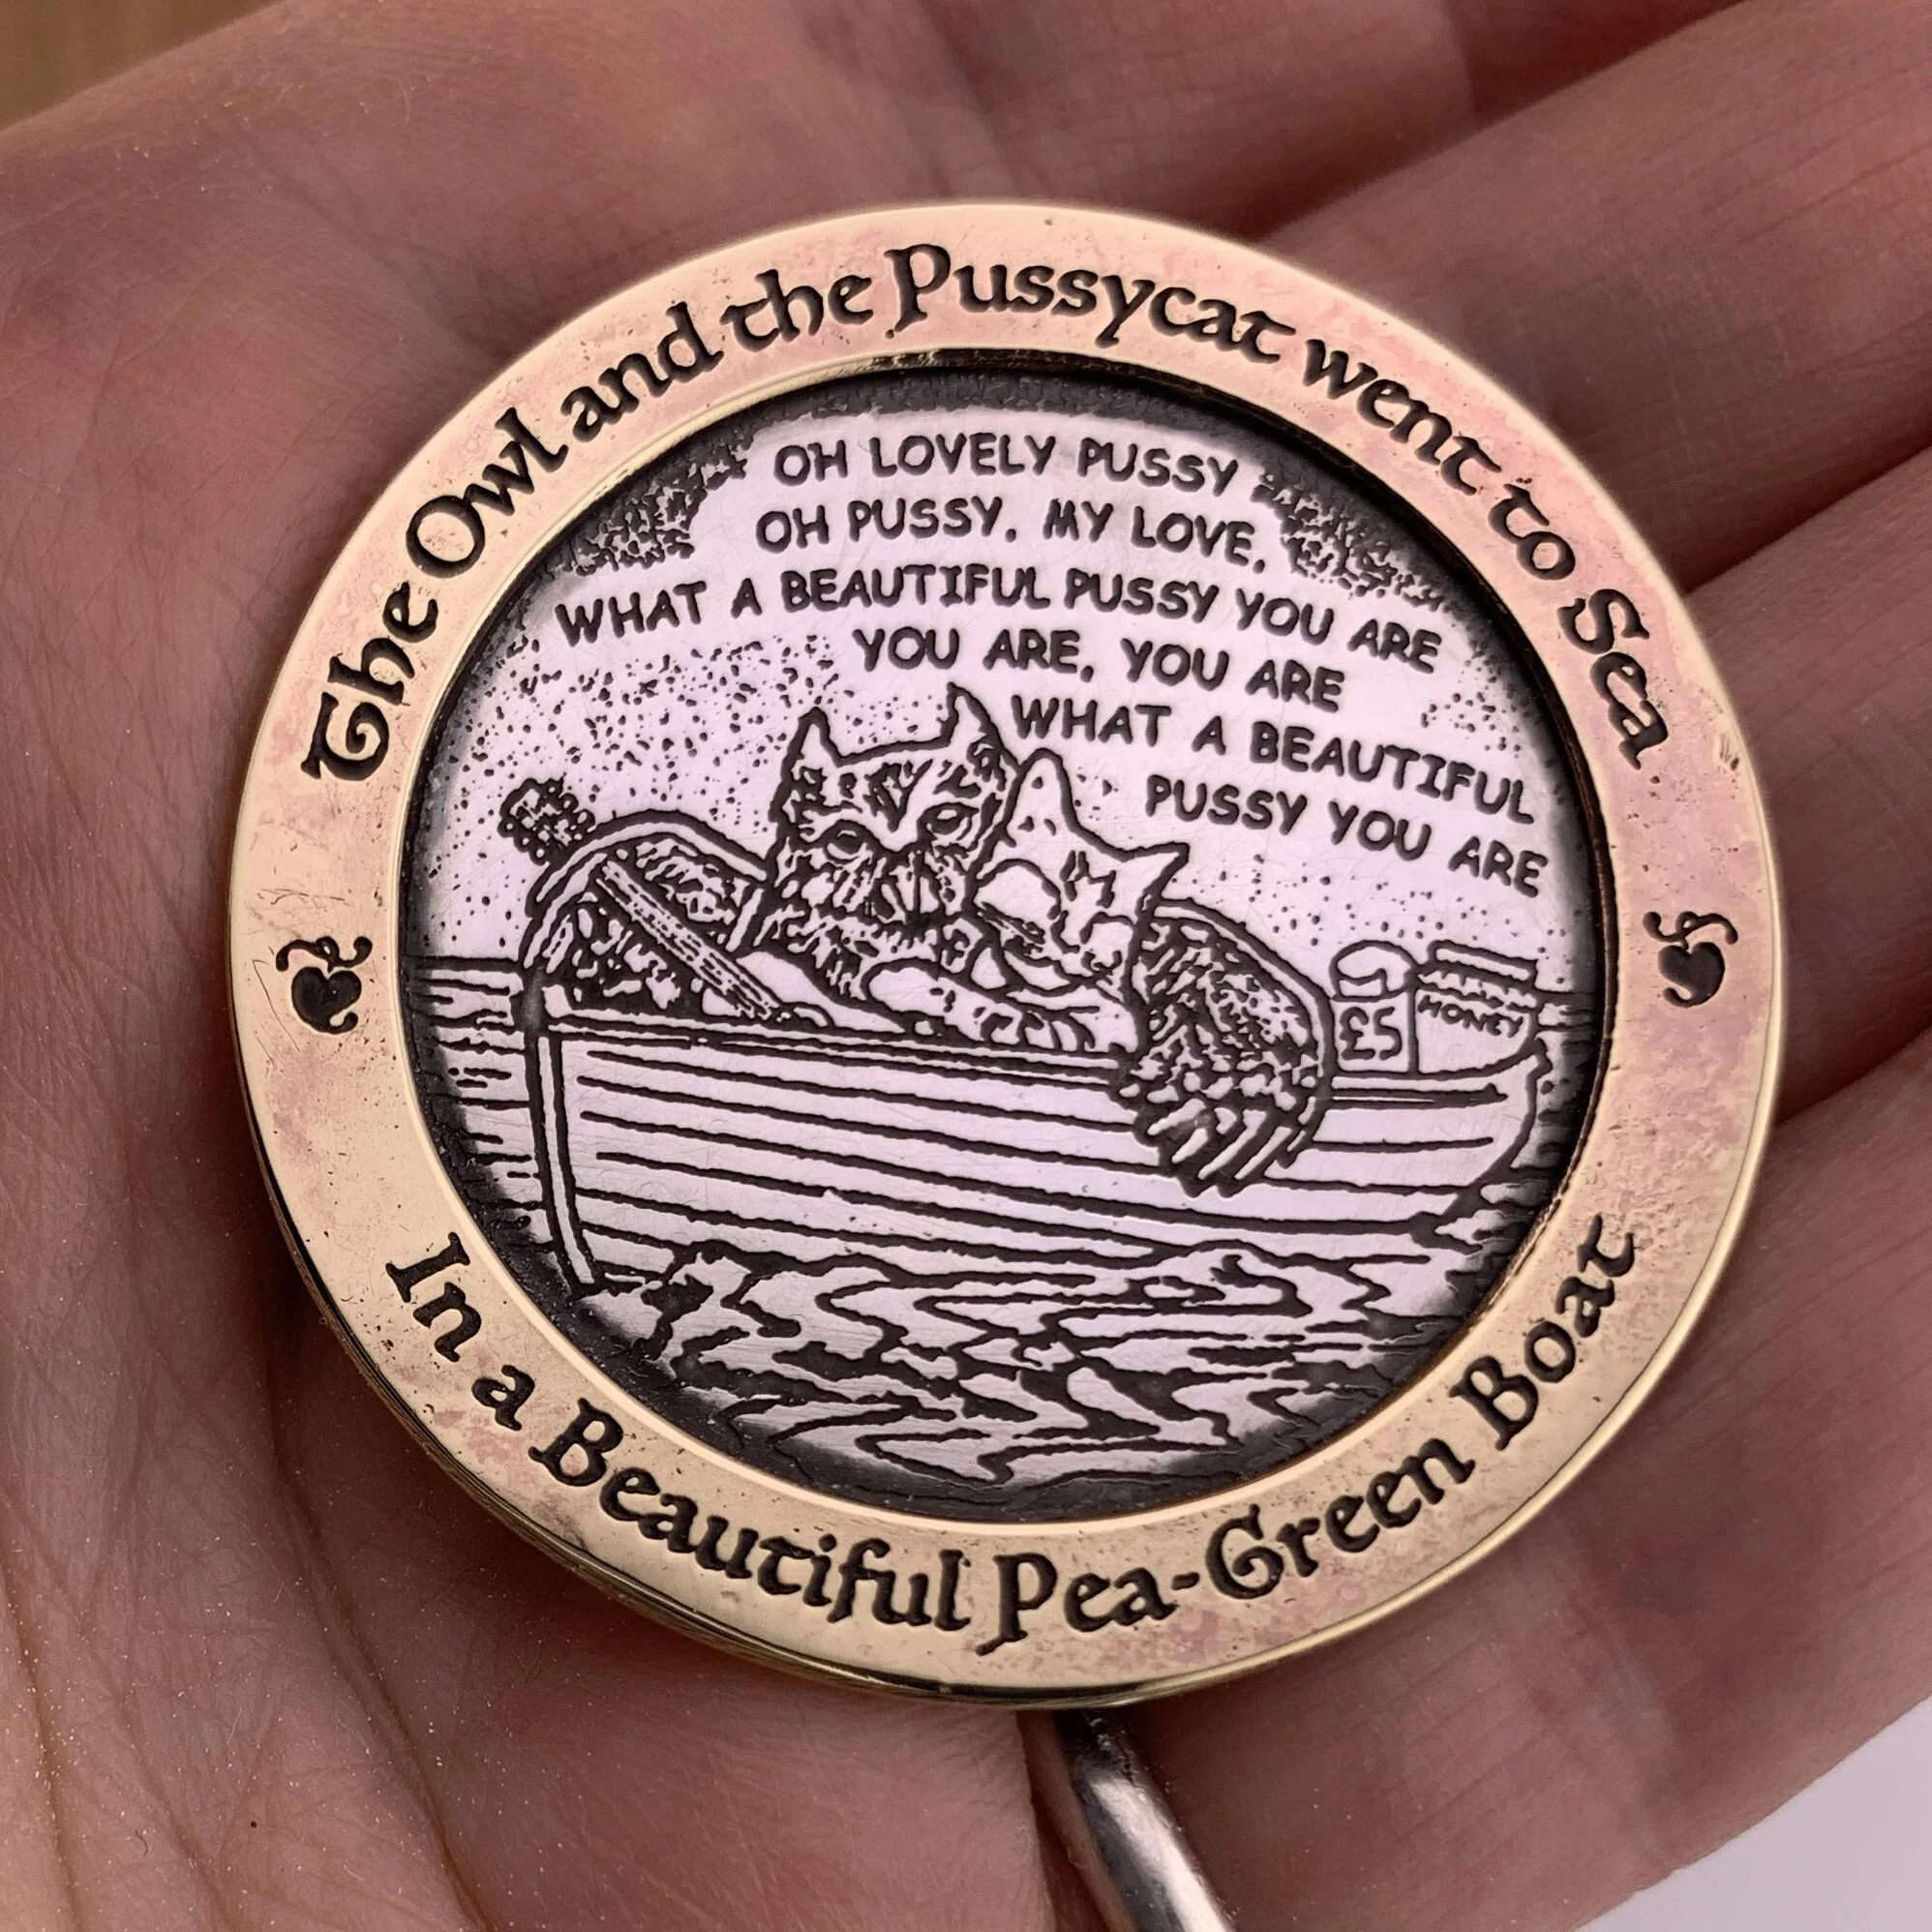 The Owl and the Pussycat went to Sea
OH LOVELY PUSSY
OH PUSSY, MY LOVE,
WHAT A BEAUTIFUL PUSSY YOU ARE
YOU ARE, YOU ARE
WHAT A BEAUTIFUL
PUSSY YOU ARE
£5
HONEY
In a Beautiful Pea-Green Boat